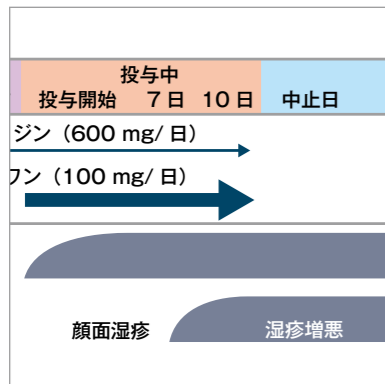 投与中
投与開始 7日 10日 中止日
ジン（600 mg/日）
ワン（100 mg/日）
顔面湿疹 湿疹増悪